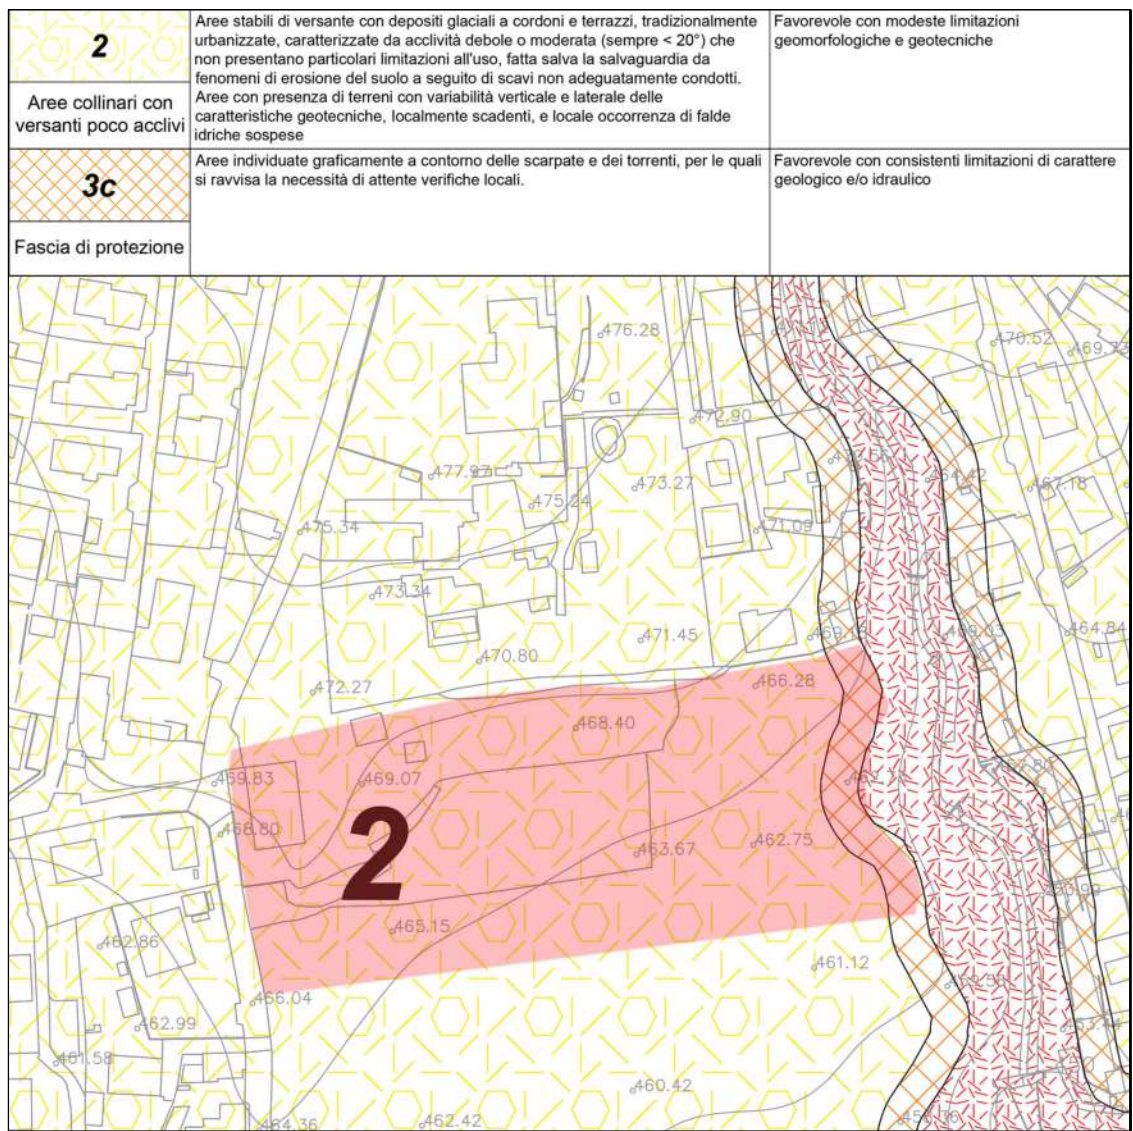 2
Aree collinari con
versanti poco acclivi
Aree stabili di versante con depositi glaciali a cordoni e terrazzi, tradizionalmente
urbanizzate, caratterizzate da acclività debole o moderata (sempre < 20°) che
non presentano particolari limitazioni all'uso, fatta salva la salvaguardia da
fenomeni di erosione del suolo a seguito di scavi non adeguatamente condotti.
Aree con presenza di terreni con variabilità verticale e laterale delle
caratteristiche geotecniche, localmente scadenti, e locale occorrenza di falde
idriche sospese
Favorevole con modeste limitazioni
geomorfologiche e geotecniche
3c
Fascia di protezione
Aree individuate graficamente a contorno delle scarpate e dei torrenti, per le quali
si ravvisa la necessità di attente verifiche locali.
Favorevole con consistenti limitazioni di carattere
geologico e/o idraulico
476.28
470.52
469.73
472.90
477.97
473.27
464.42
467.18
475.24
475.34
471.09
473.34
469.18
471.45
464.84
470.80
466.28
472.27
468.40
469.83
469.07
468.80
2
462.75
463.67
465.15
462.86
461.12
466.04
462.99
461.58
460.42
462.42
464.36